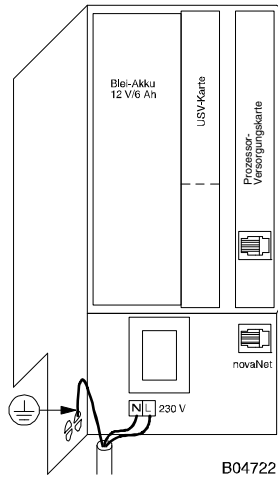 Blei-Akku
12 V/6 Ah
USV-Karte
Prozessor-
Versorgungskarte
novaNet
N L 230 V
B04722